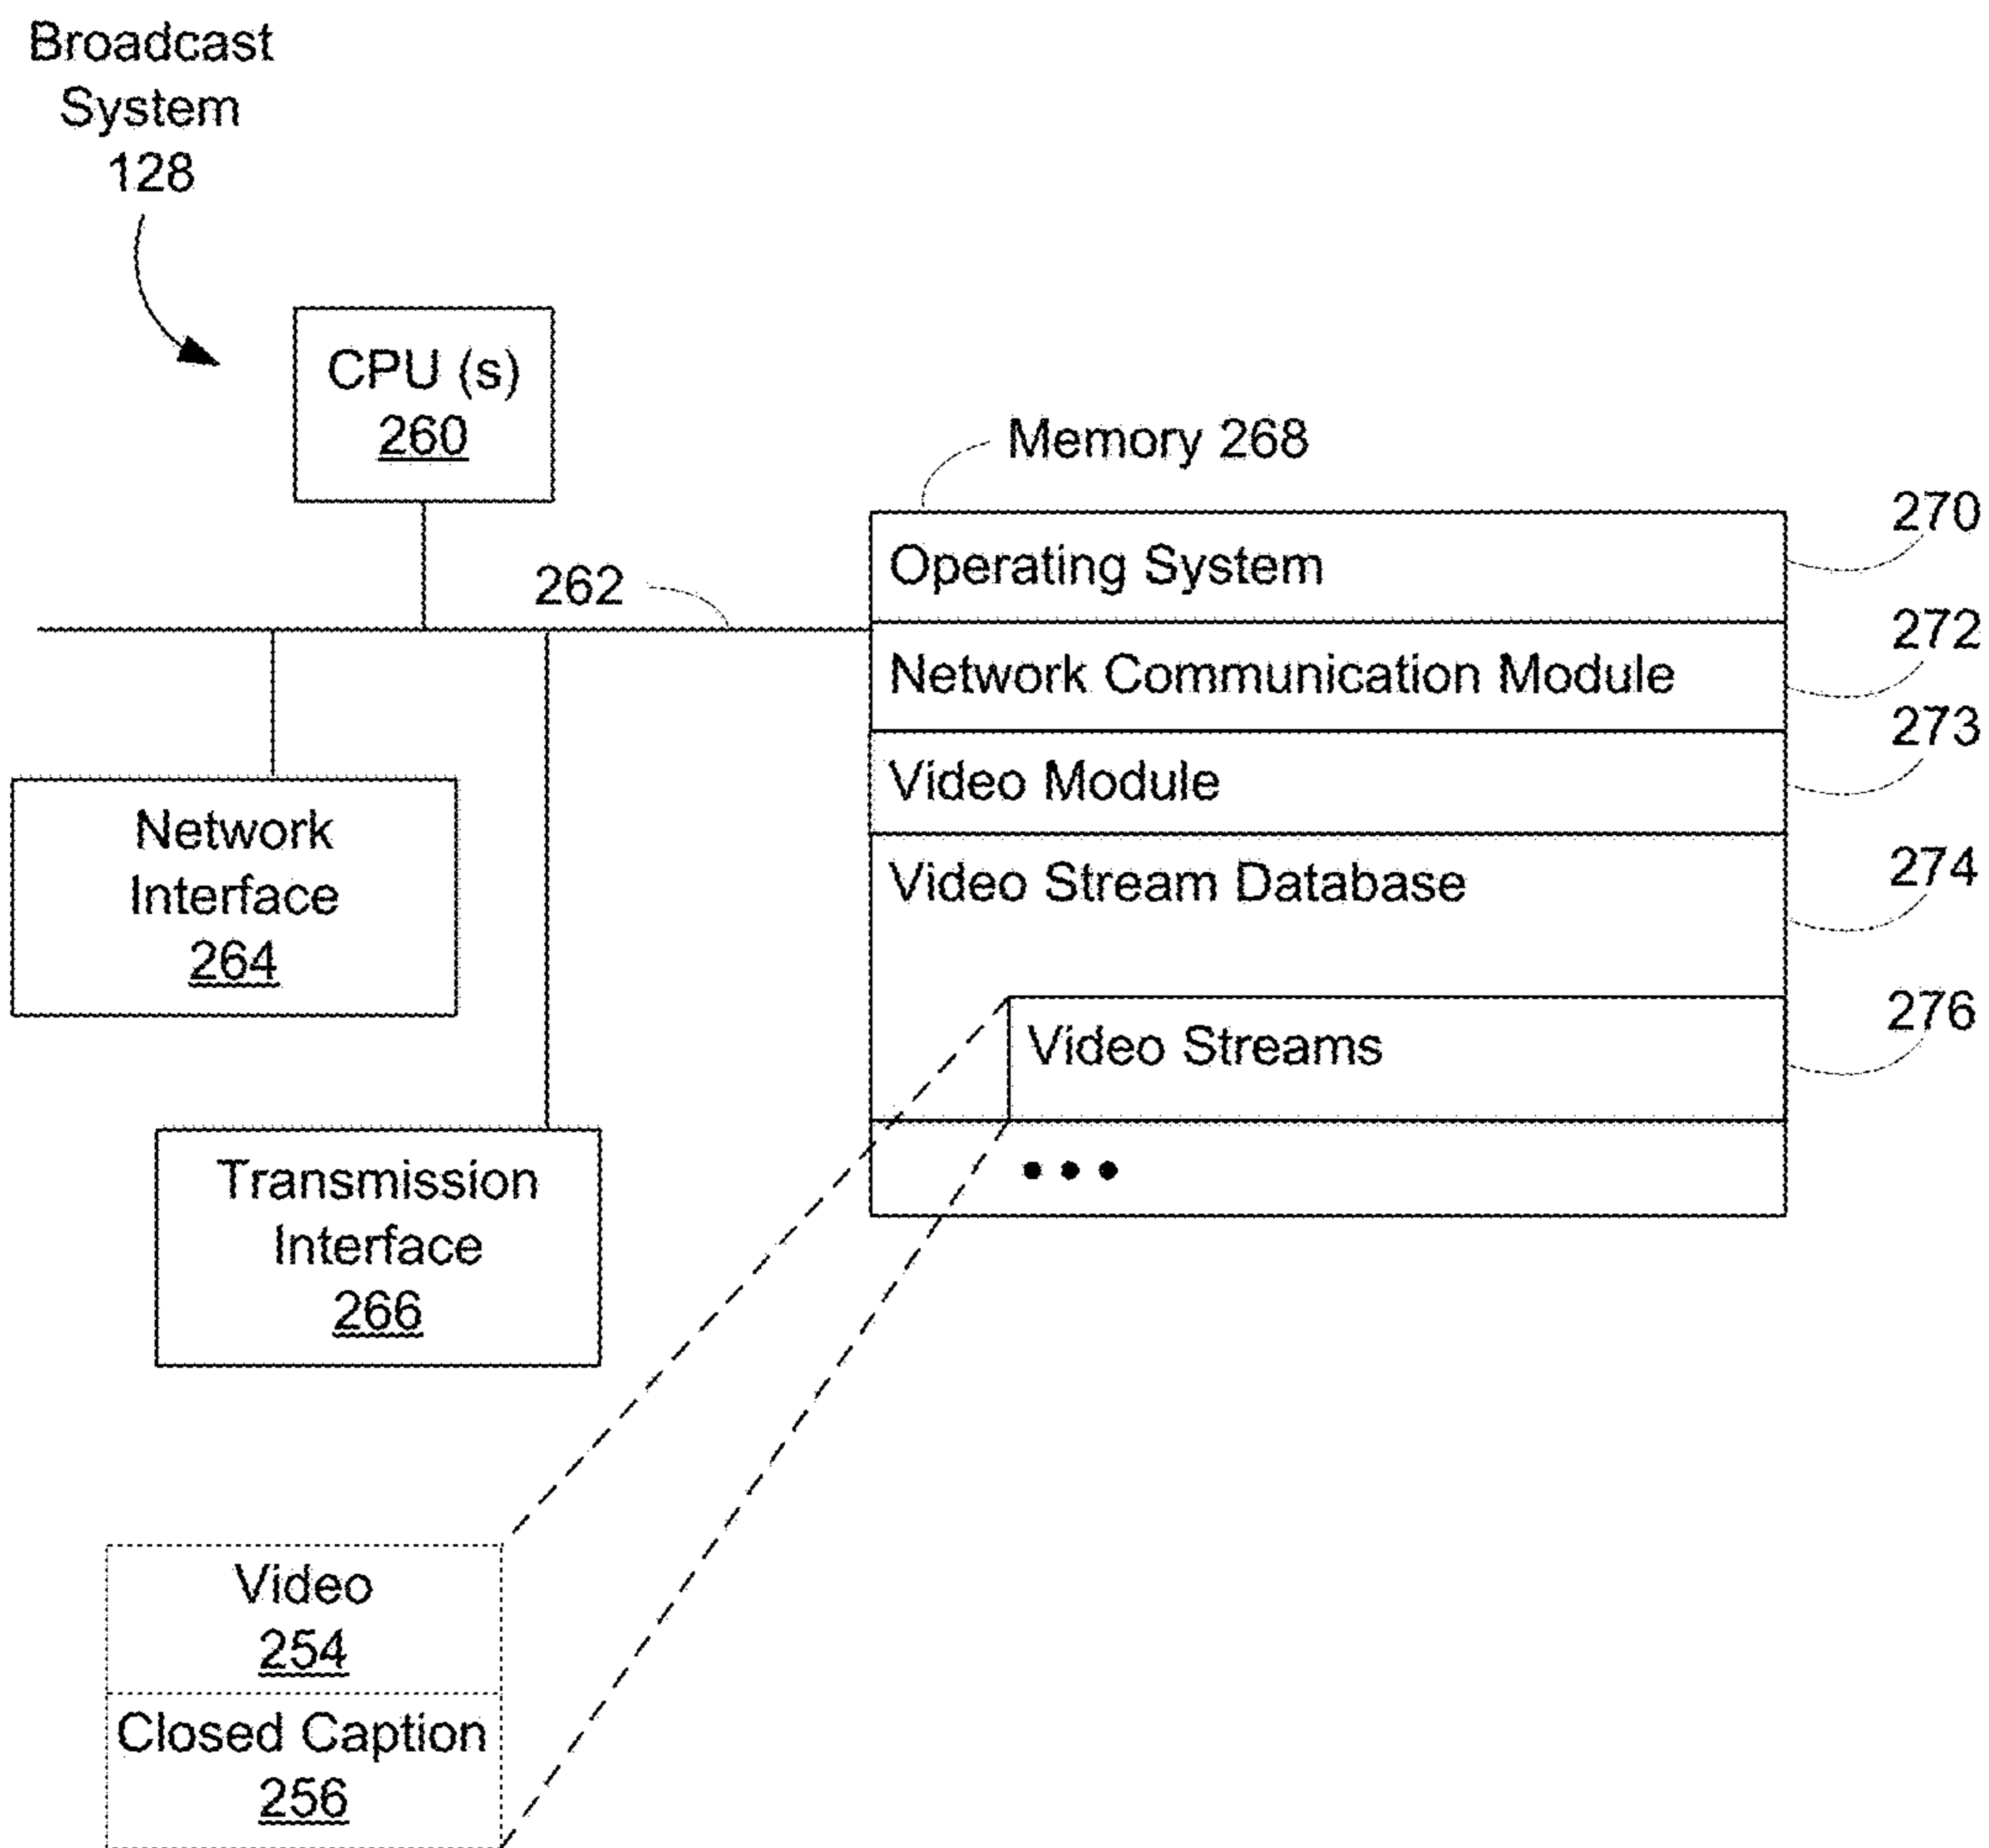 Broadcast
System
128
CPU (s)
260
Memory 268
262
Operating System
270
Network Communication Module
272
Video Module
273
Video Stream Database
274
Video Streams
276
Network
Interface
264
Transmission
Interface
266
Video
254
Closed Caption
256